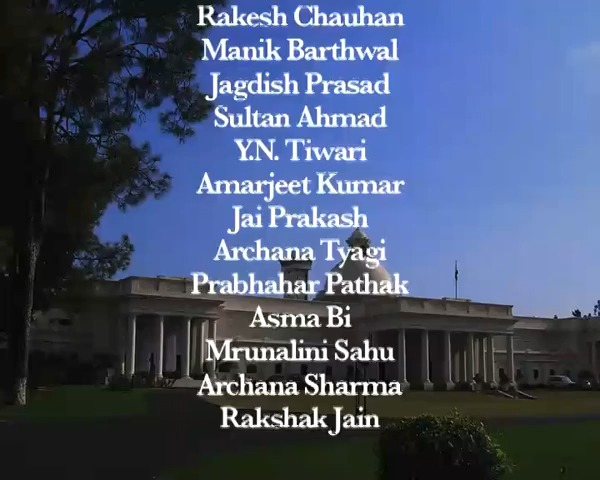 Rakesh Chauhan
Manik Barthwal
Jagdish Prasad
Sultan Ahmad
Y.N. Tiwari
Amarjeet Kumar
Jai Prakash
Archana Tyagi
Prabhahar Pathak
Asma Bi
Mrunalini Sahu
Archana Sharma
Rakshak Jain